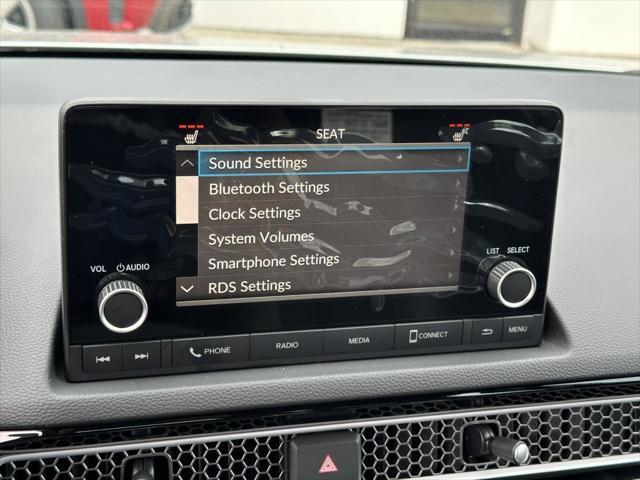 SEAT
Sound Settings
Bluetooth Settings
Clock Settings
System Volumes
Smartphone Settings
RDS Settings
VOL AUDIO
LIST SELECT
PHONE
RADIO
MEDIA
CONNECT
MENU